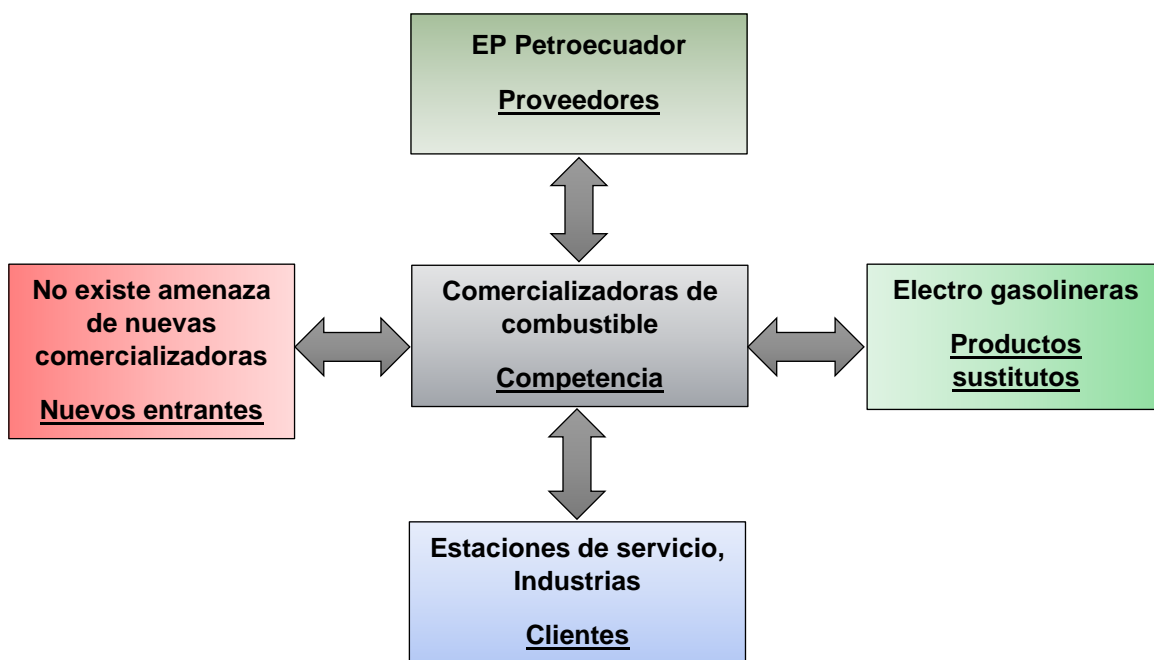 EP Petroecuador
Proveedores
No existe amenaza
de nuevas
comercializadoras
Nuevos entrantes
Comercializadoras de
combustible
Competencia
Electro gasolineras
Productos
sustitutos
Estaciones de servicio,
Industrias
Clientes